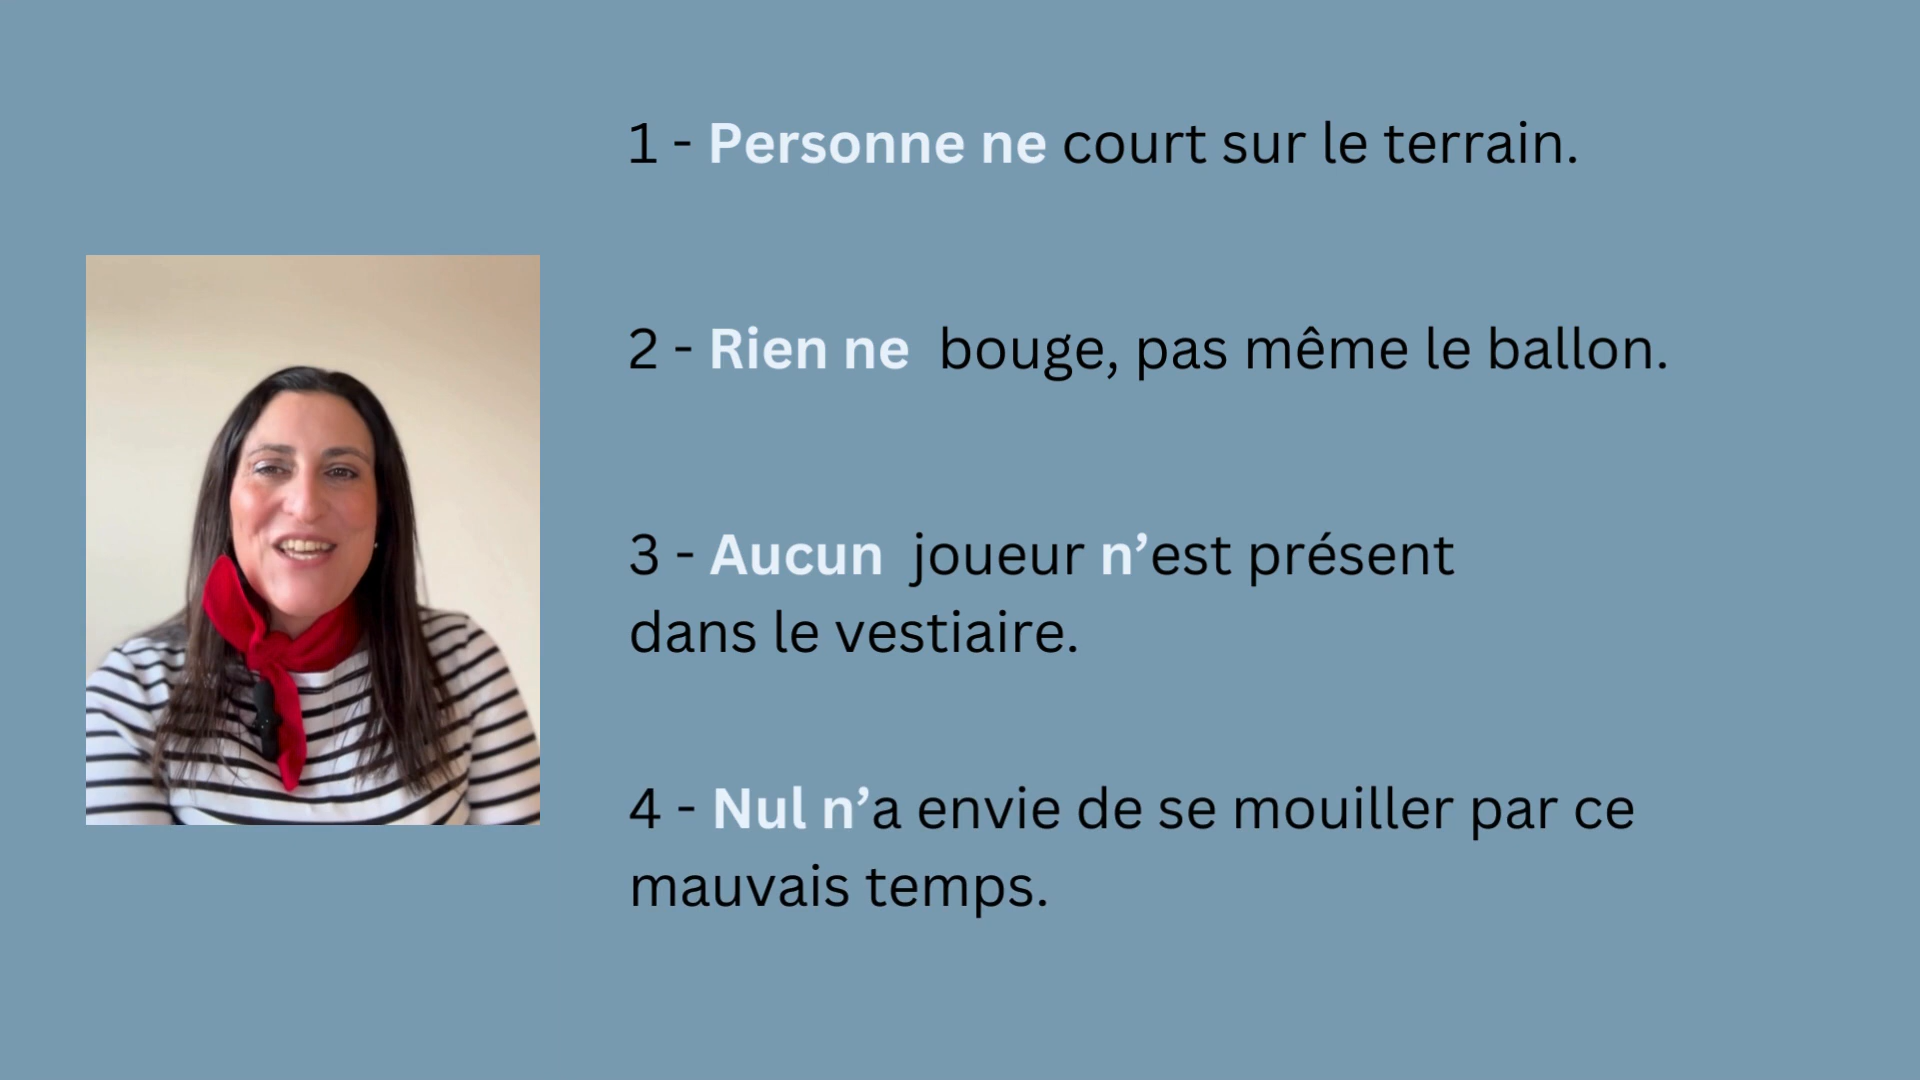 1 - Personne ne court sur le terrain.
2 - Rien ne bouge, pas même le ballon.
3 - Aucun joueur n’est présent
dans le vestiaire.
4 - Nul n’a envie de se mouiller par ce
mauvais temps.